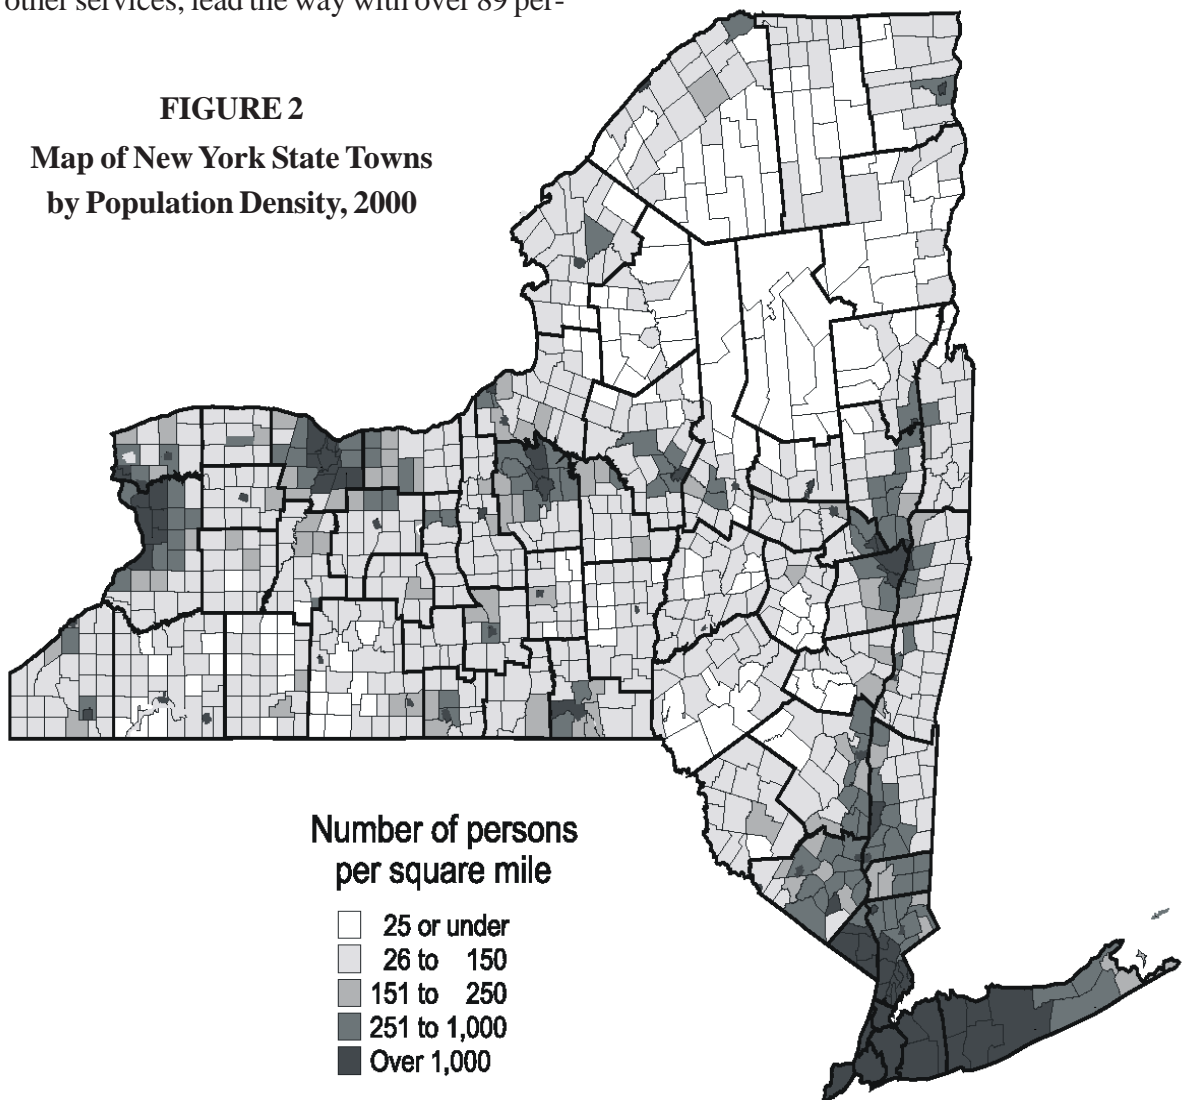 other services, lead the way with over 89 per-
FIGURE 2
Map of New York State Towns
by Population Density, 2000
Number of persons
per square mile
25 or under
26 to 150
151 to 250
251 to 1,000
Over 1,000